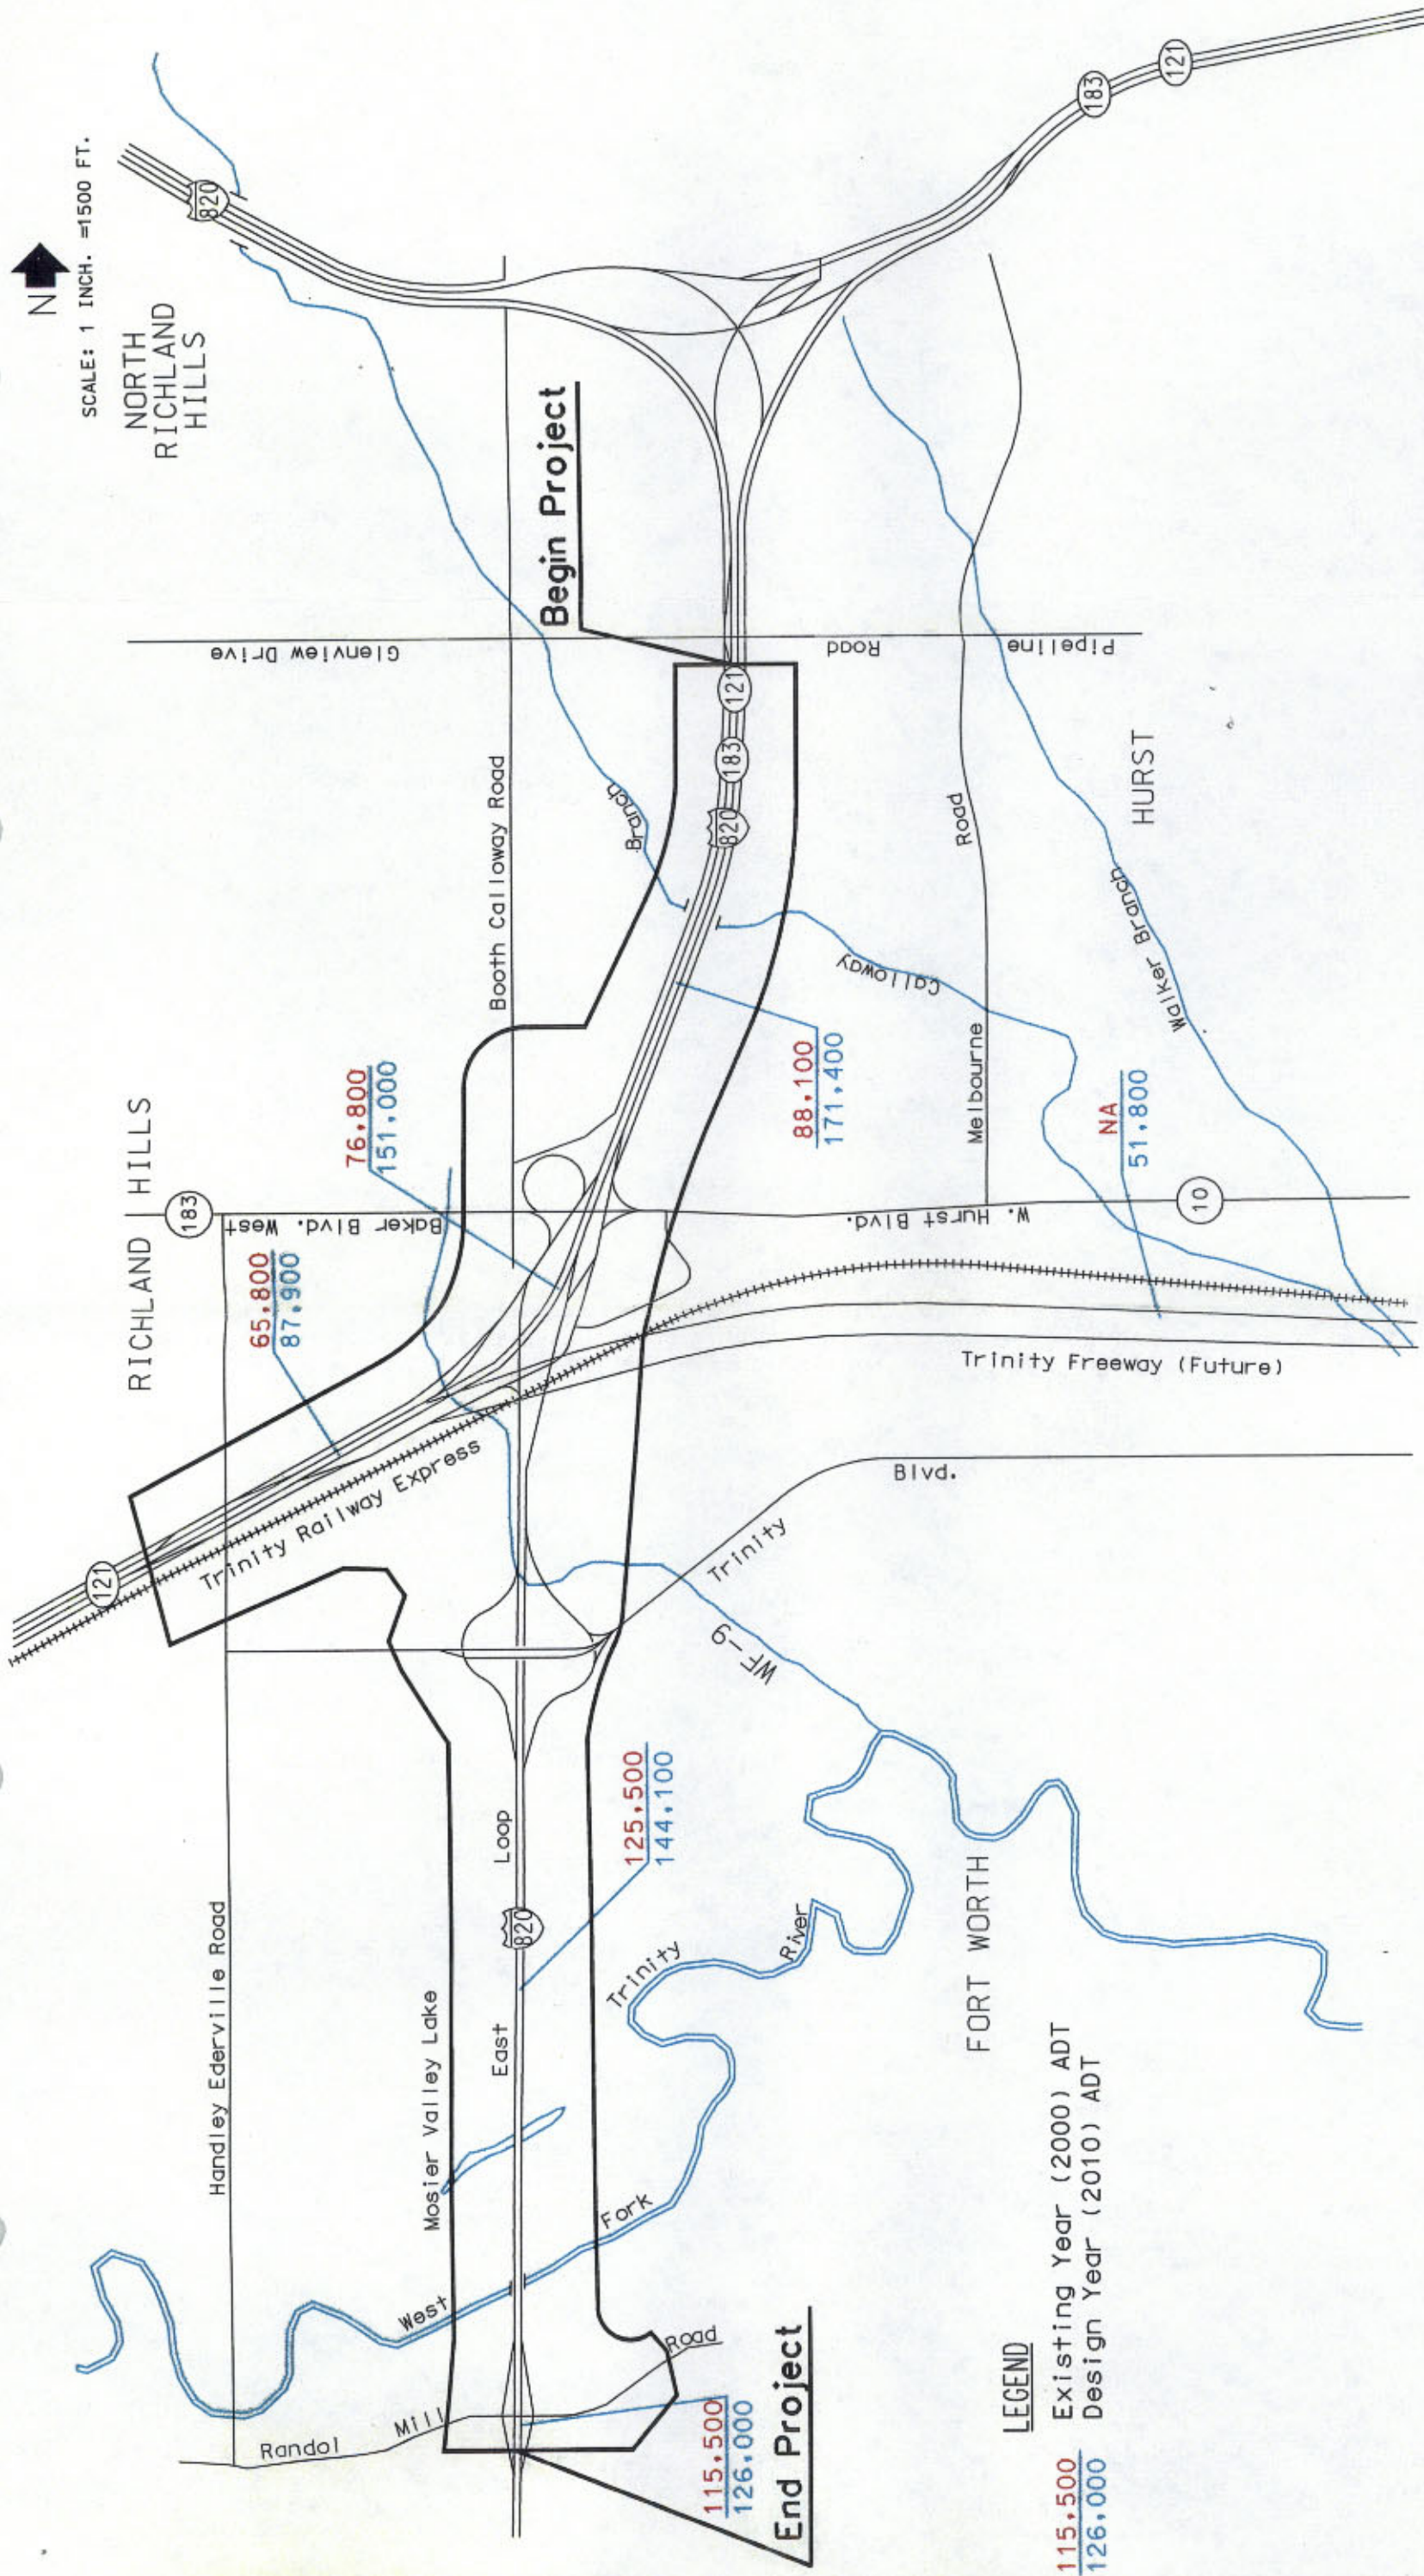 N
SCALE: 1 INCH. =1500 FT.
NORTH
RICHLAND
HILLS
820
183
121
Begin Project
Glenview Drive
Pipeline
Road
121
183
820
Booth Calloway Road
Branch
Calloway
Melbourne
Road
HURST
Walker Branch
RICHLAND HILLS
183
Baker Blvd. West
W. Hurst Blvd.
10
76,800
151,000
88,100
171,400
NA
51,800
65,800
87,900
Trinity Freeway (Future)
121
Trinity Railway Express
Trinity
Blvd.
WF-9
Handley Ederville Road
Mosier Valley Lake
East
Loop
820
125,500
144,100
West
Fork
Trinity
River
FORT WORTH
Randol
Mill
Road
115,500
126,000
End Project
LEGEND
115,500 Existing Year (2000) ADT
126,000 Design Year (2010) ADT